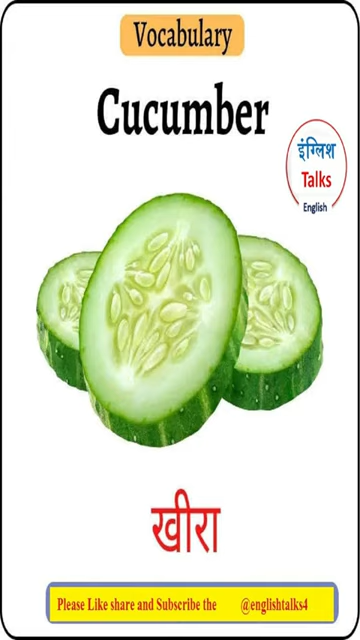 Vocabulary
Cucumber
इंग्लिश
Talks
English
खीरा
Please Like share and Subscribe the @englishtalks4